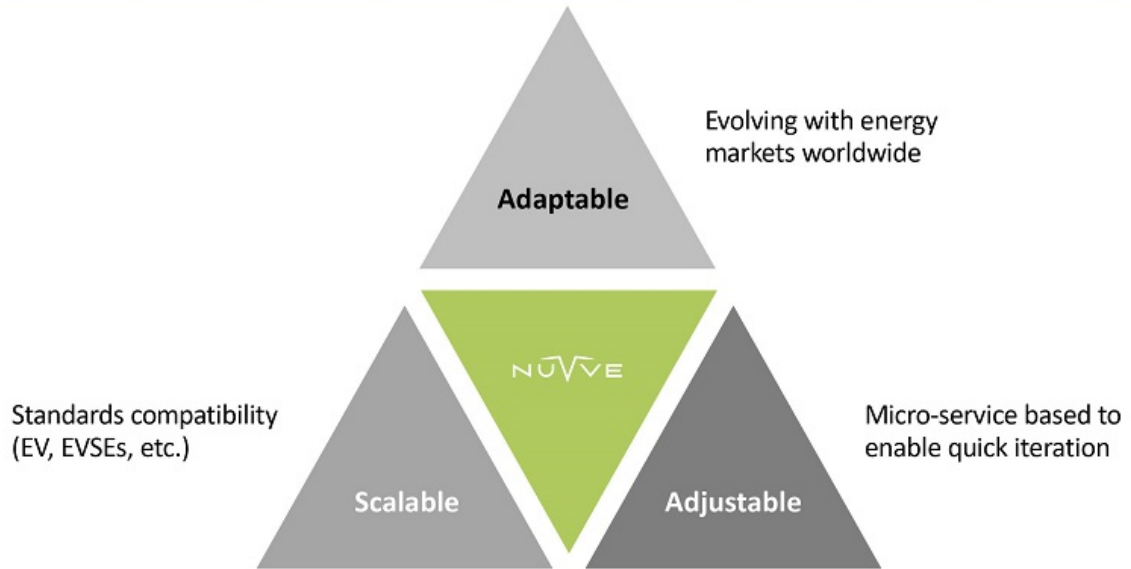 Evolving with energy
markets worldwide
Adaptable
NUVVE
Standards compatibility
(EV, EVSEs, etc.)
Micro-service based to
enable quick iteration
Scalable
Adjustable